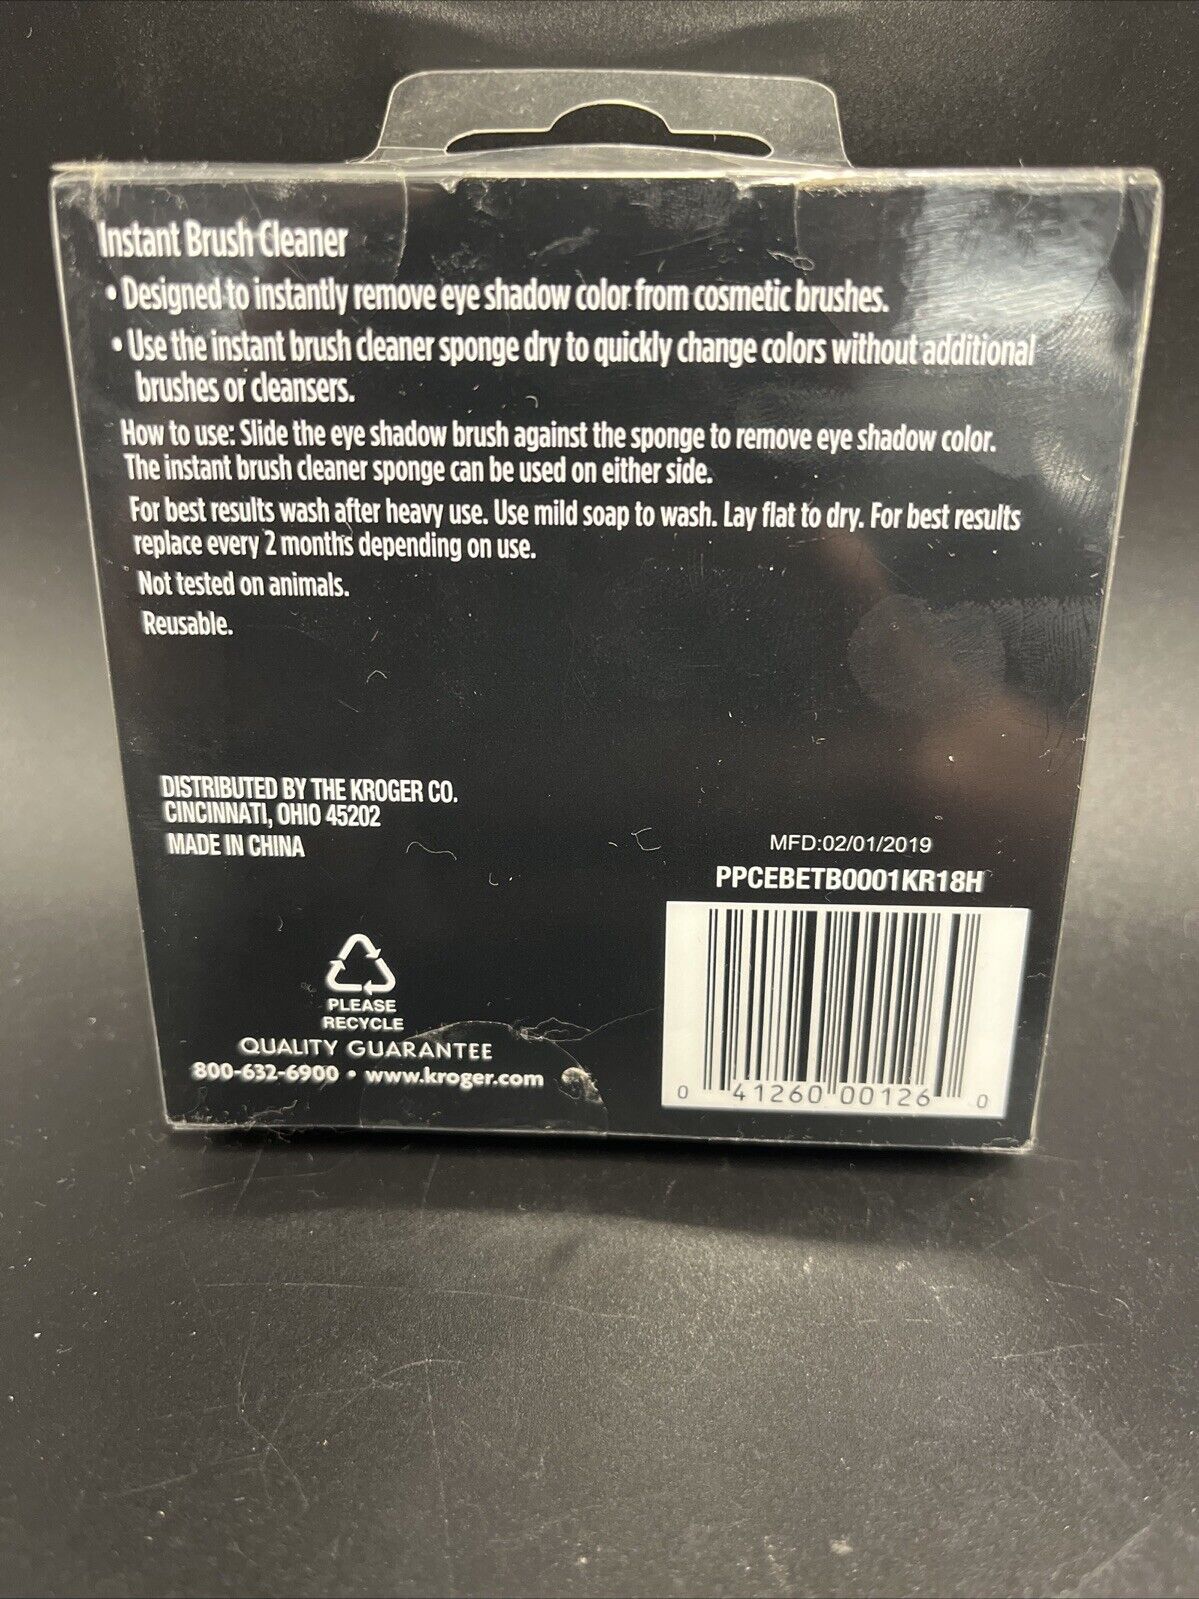 Instant Brush Cleaner
• Designed to instantly remove eye shadow color from cosmetic brushes.
• Use the instant brush cleaner sponge dry to quickly change colors without additional
brushes or cleansers.
How to use: Slide the eye shadow brush against the sponge to remove eye shadow color.
The instant brush cleaner sponge can be used on either side.
For best results wash after heavy use. Use mild soap to wash. Lay flat to dry. For best results
replace every 2 months depending on use.
Not tested on animals.
Reusable.
DISTRIBUTED BY THE KROGER CO.
CINCINNATI, OHIO 45202
MADE IN CHINA
PLEASE
RECYCLE
QUALITY GUARANTEE
800-632-6900 • www.kroger.com
MFD:02/01/2019
PPCEBETB0001KR18H
0 41260 00126 0